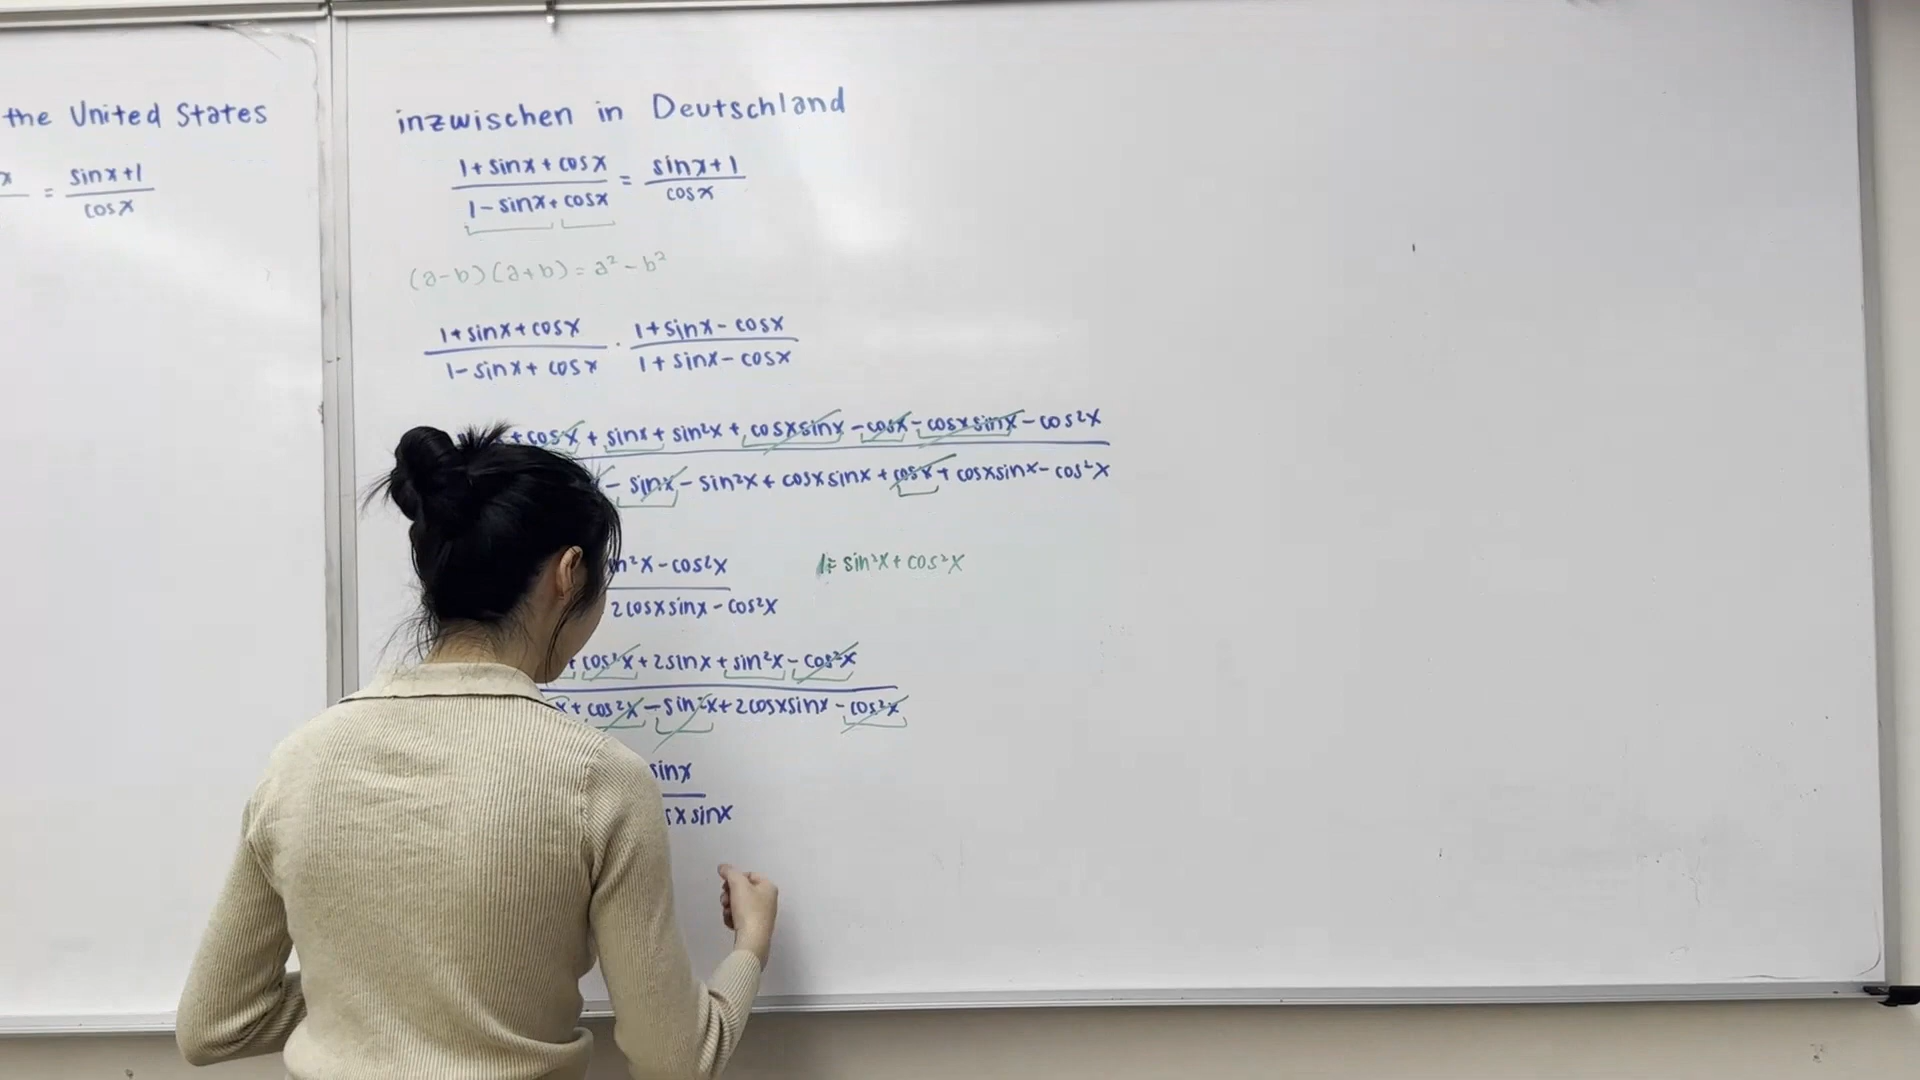 the United States
x = sinx+1
cosx
inzwischen in Deutschland
1+sinx+cosx = sinx+1
1-sinx+cosx cosx
(a-b)(a+b)=a²-b²
1+sinx+cosx · 1+sinx-cosx
1-sinx+cosx 1+sinx-cosx
+cosx+sinx+sin²x+cosxsinx-cosx-cosxsinx-cos²x
-sinx-sin²x+cosxsinx+cosx+cosxsinx-cos²x
n²x-cos²x
2cosxsinx-cos²x
1=sin²x+cos²x
+cos²x+2sinx+sin²x-cos²x
x+cos²x-sin²x+2cosxsinx-cos²x
sinx
sxsinx